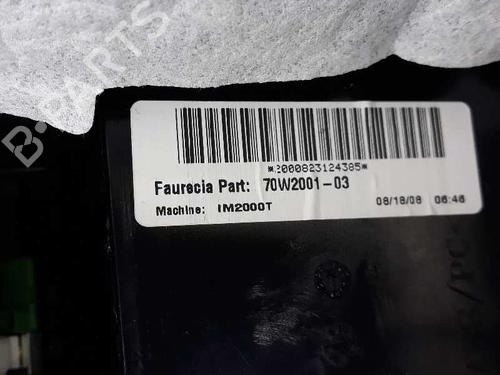 B-PARTS
*2000823124385*
Faurecia Part: 70W2001-03
Machine: IM2000T
08/18/08 06:46